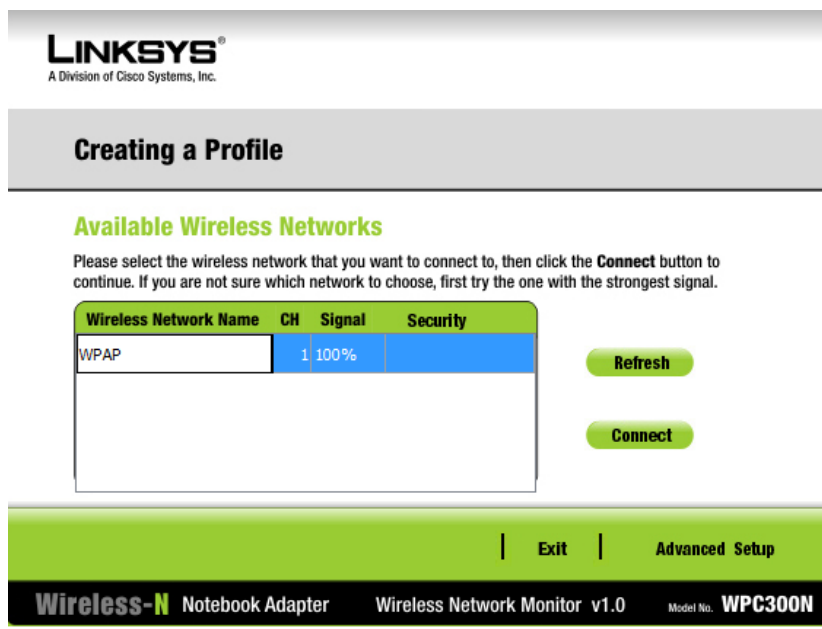 LINKSYS®
A Division of Cisco Systems, Inc.
Creating a Profile
Available Wireless Networks
Please select the wireless network that you want to connect to, then click the Connect button to
continue. If you are not sure which network to choose, first try the one with the strongest signal.
Wireless Network Name CH Signal Security
WPAP 1 100%
Refresh
Connect
Exit Advanced Setup
Wireless-N Notebook Adapter Wireless Network Monitor v1.0 Model No. WPC300N